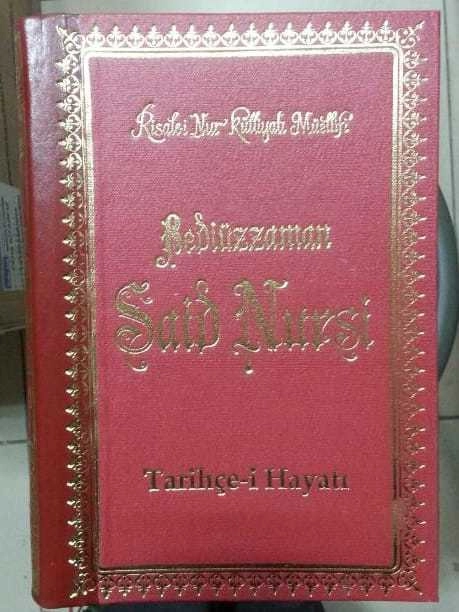 Risale-i Nur Külliyatı Müellifi
Bediüzzaman
Said Nursi
Tarihçe-i Hayatı